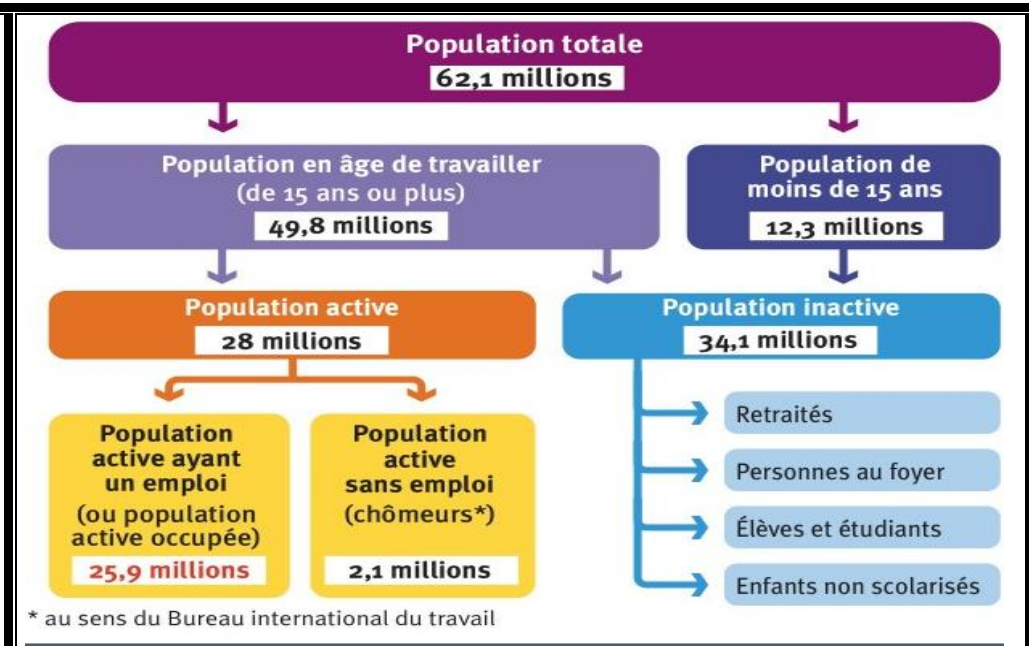 Population totale
62,1 millions
Population en âge de travailler
(de 15 ans ou plus)
49,8 millions
Population de
moins de 15 ans
12,3 millions
Population active
28 millions
Population inactive
34,1 millions
Population
active ayant
un emploi
(ou population
active occupée)
25,9 millions
Population
active
sans emploi
(chômeurs*)
2,1 millions
Retraités
Personnes au foyer
Élèves et étudiants
Enfants non scolarisés
* au sens du Bureau international du travail